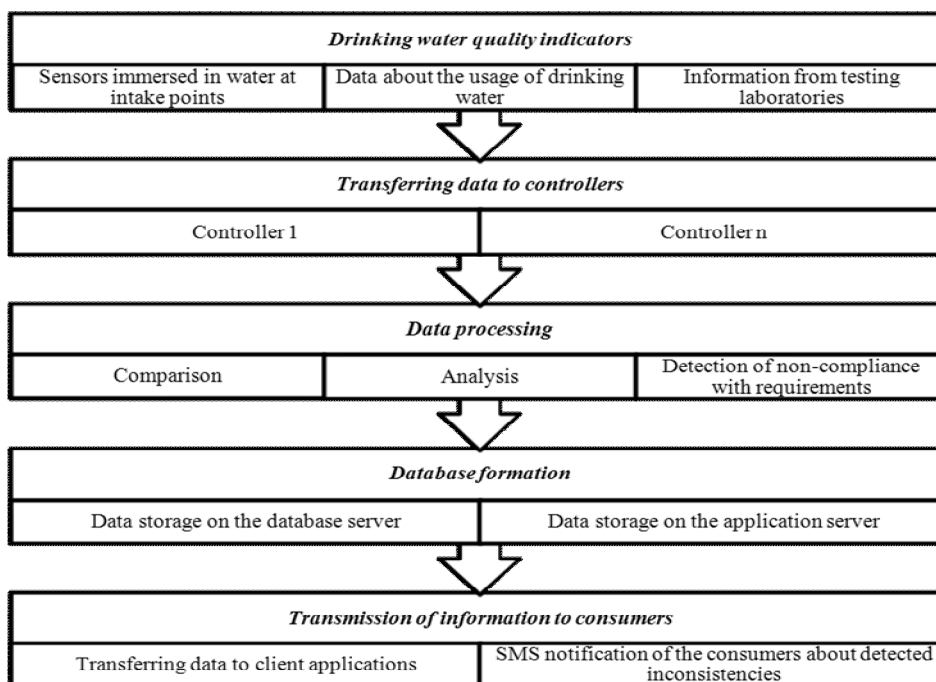 Drinking water quality indicators
Sensors immersed in water at
intake points
Data about the usage of drinking
water
Information from testing
laboratories
Transferring data to controllers
Controller 1
Controller n
Data processing
Comparison
Analysis
Detection of non-compliance
with requirements
Database formation
Data storage on the database server
Data storage on the application server
Transmission of information to consumers
Transferring data to client applications
SMS notification of the consumers about detected
inconsistencies